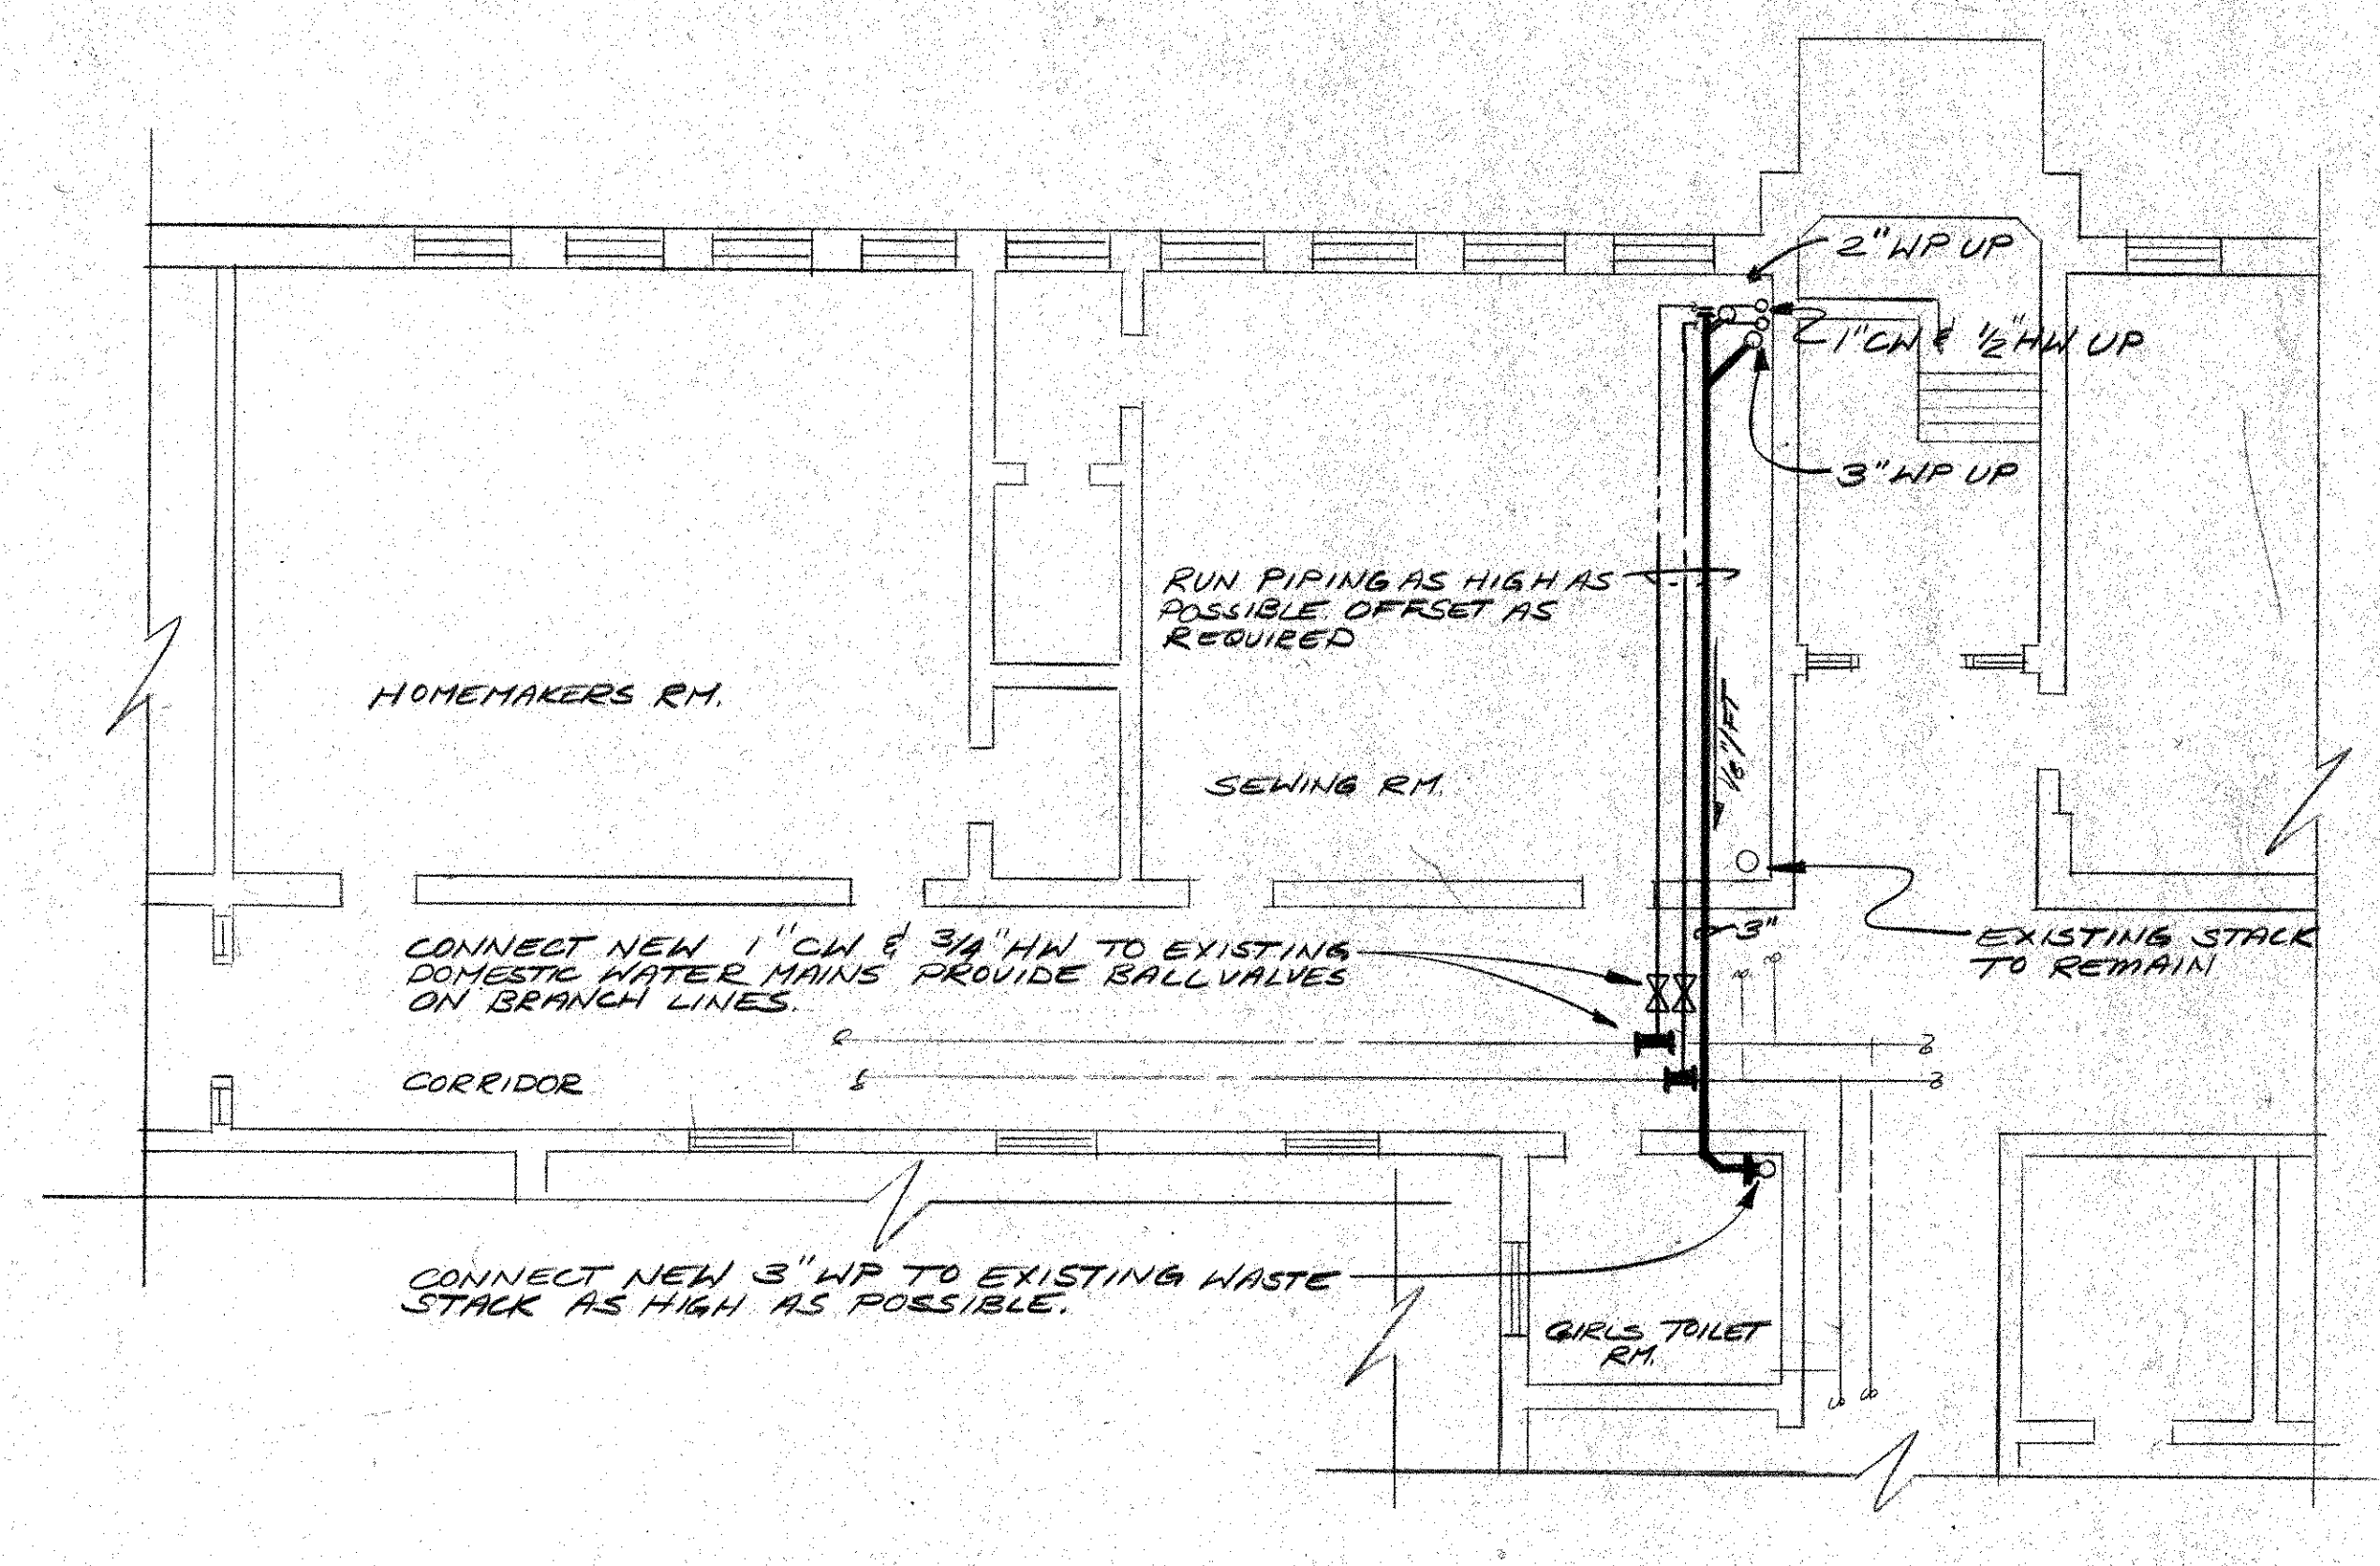 2" WP UP
1" CW & 1/2" HW UP
3" WP UP
RUN PIPING AS HIGH AS
POSSIBLE. OFFSET AS
REQUIRED
HOMEMAKERS RM.
1/8"/FT
SEWING RM.
3"
EXISTING STACK
TO REMAIN
CONNECT NEW 1" CW & 3/4" HW TO EXISTING
DOMESTIC WATER MAINS PROVIDE BALL VALVES
ON BRANCH LINES.
CORRIDOR
CONNECT NEW 3" WP TO EXISTING WASTE
STACK AS HIGH AS POSSIBLE.
GIRLS TOILET
RM.